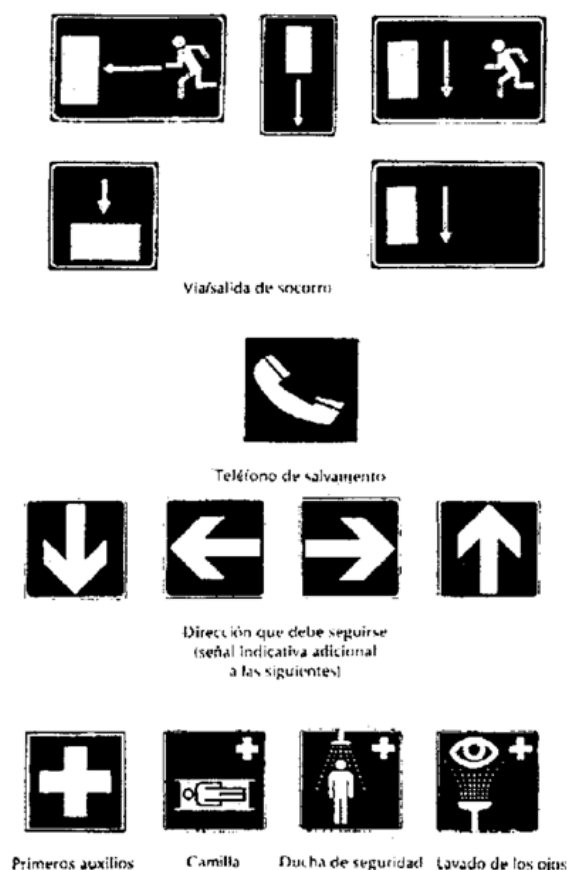 Vía/salida de socorro
Teléfono de salvamento
Dirección que debe seguirse
(señal indicativa adicional
a las siguientes)
Primeros auxilios
Camilla
Ducha de seguridad
Lavado de los ojos